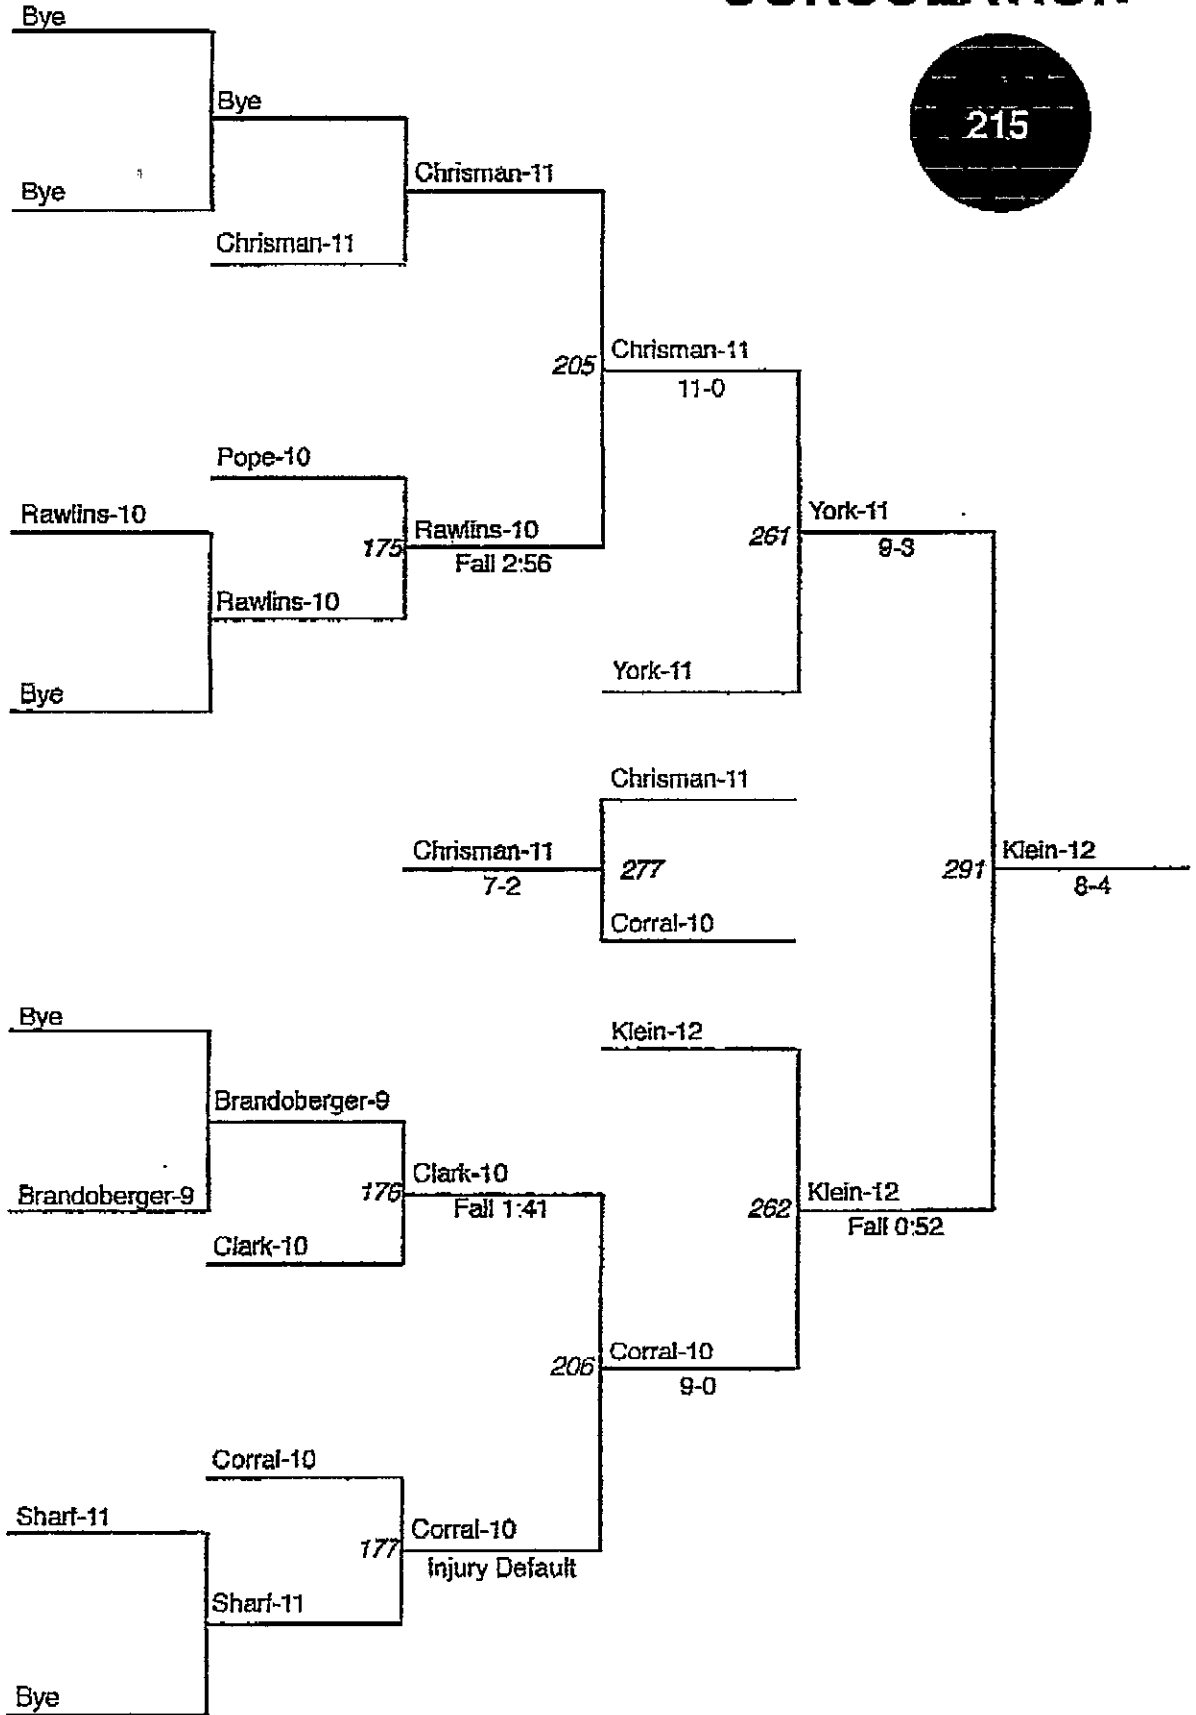 CONSOLATION
215
Bye
Bye
Bye
Chrisman-11
Chrisman-11
205
Chrisman-11
11-0
Pope-10
Rawlins-10
175
Rawlins-10
Fall 2:56
Rawlins-10
Bye
261
York-11
9-3
York-11
Chrisman-11
Chrisman-11
7-2
277
Corral-10
291
Klein-12
8-4
Bye
Brandoberger-9
Brandoberger-9
176
Clark-10
Fall 1:41
Clark-10
Klein-12
262
Klein-12
Fall 0:52
206
Corral-10
9-0
Corral-10
Sharf-11
177
Corral-10
Injury Default
Sharf-11
Bye